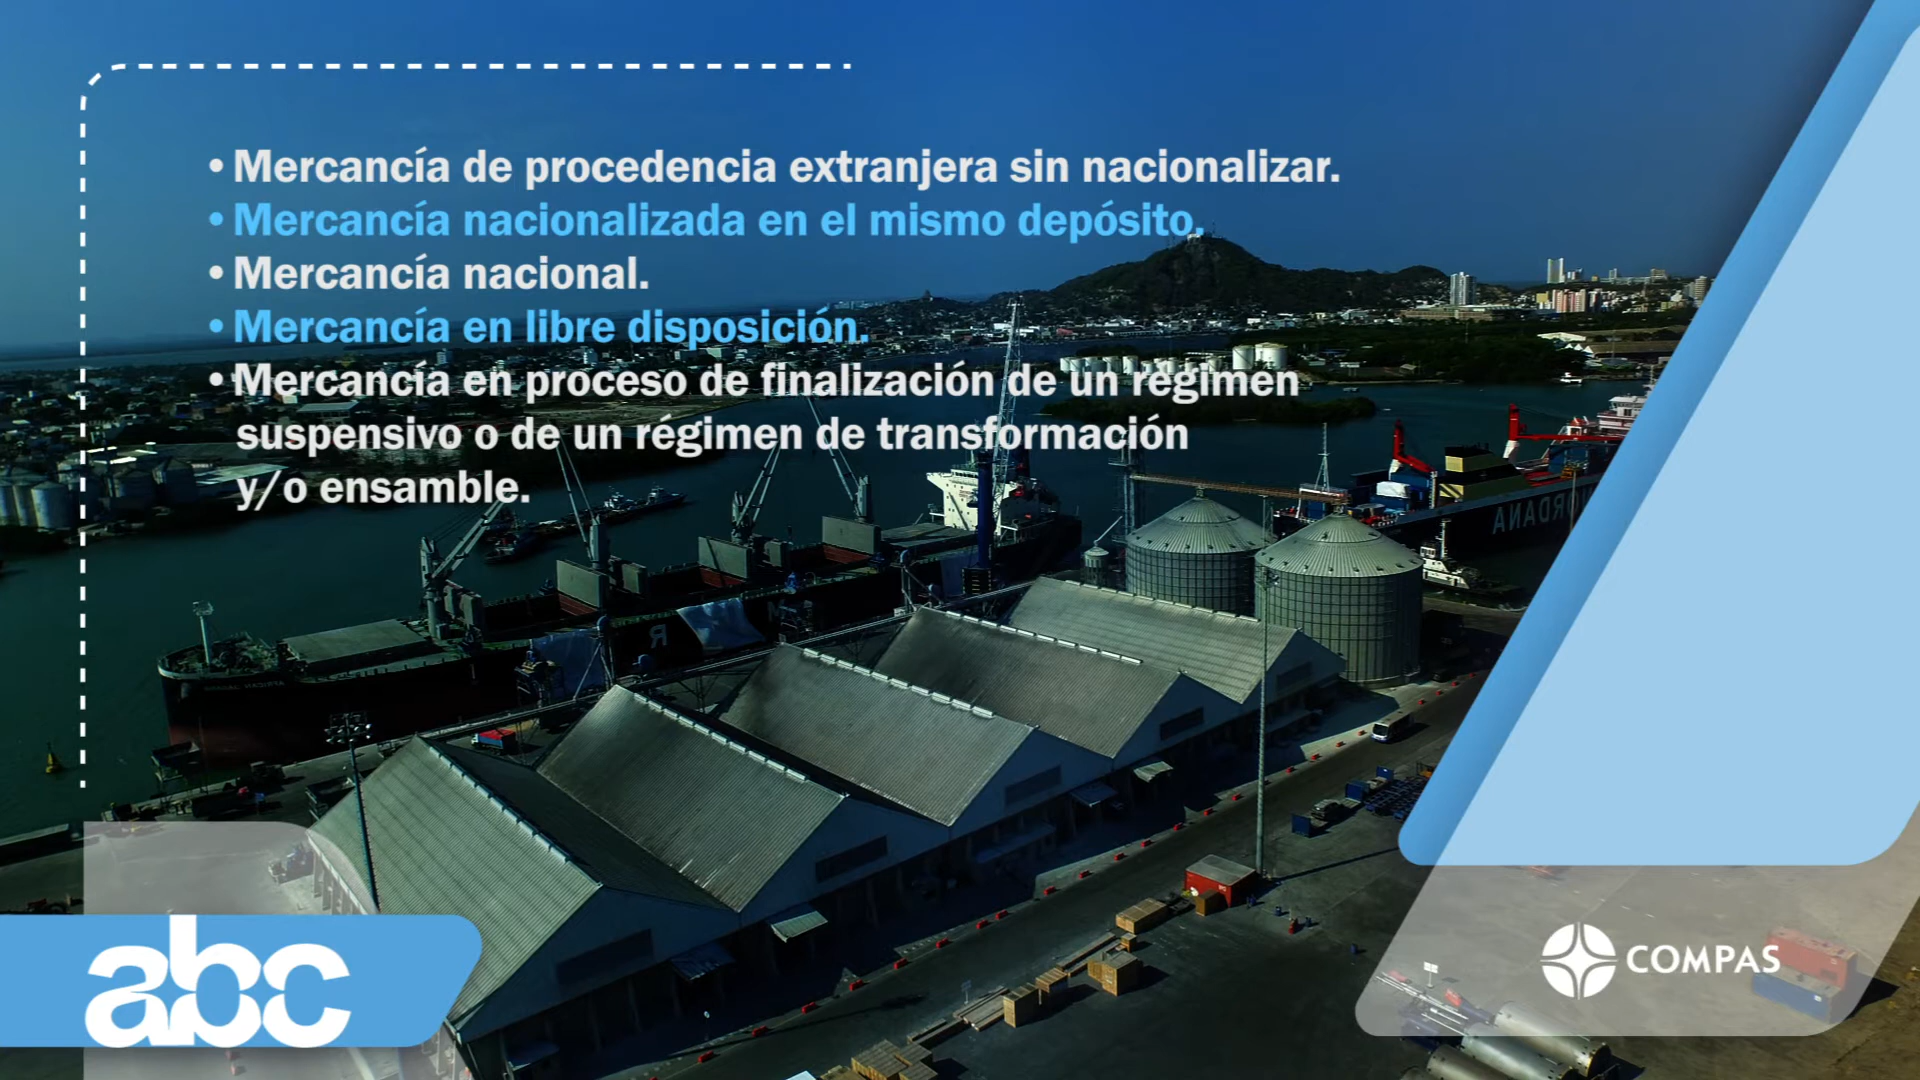 • Mercancía de procedencia extranjera sin nacionalizar.
• Mercancía nacionalizada en el mismo depósito.
• Mercancía nacional.
• Mercancía en libre disposición.
• Mercancía en proceso de finalización de un régimen
suspensivo o de un régimen de transformación
y/o ensamble.
abc
COMPAS